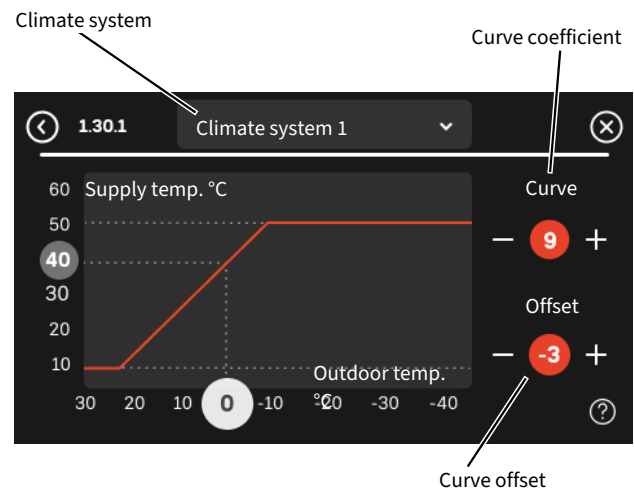 Climate system
Curve coefficient
1.30.1
Climate system 1
60
Supply temp. °C
Curve
50
9
40
30
Offset
20
10
-3
Outdoor temp.
°C
30 20 10 0 -10 -20 -30 -40
?
Curve offset